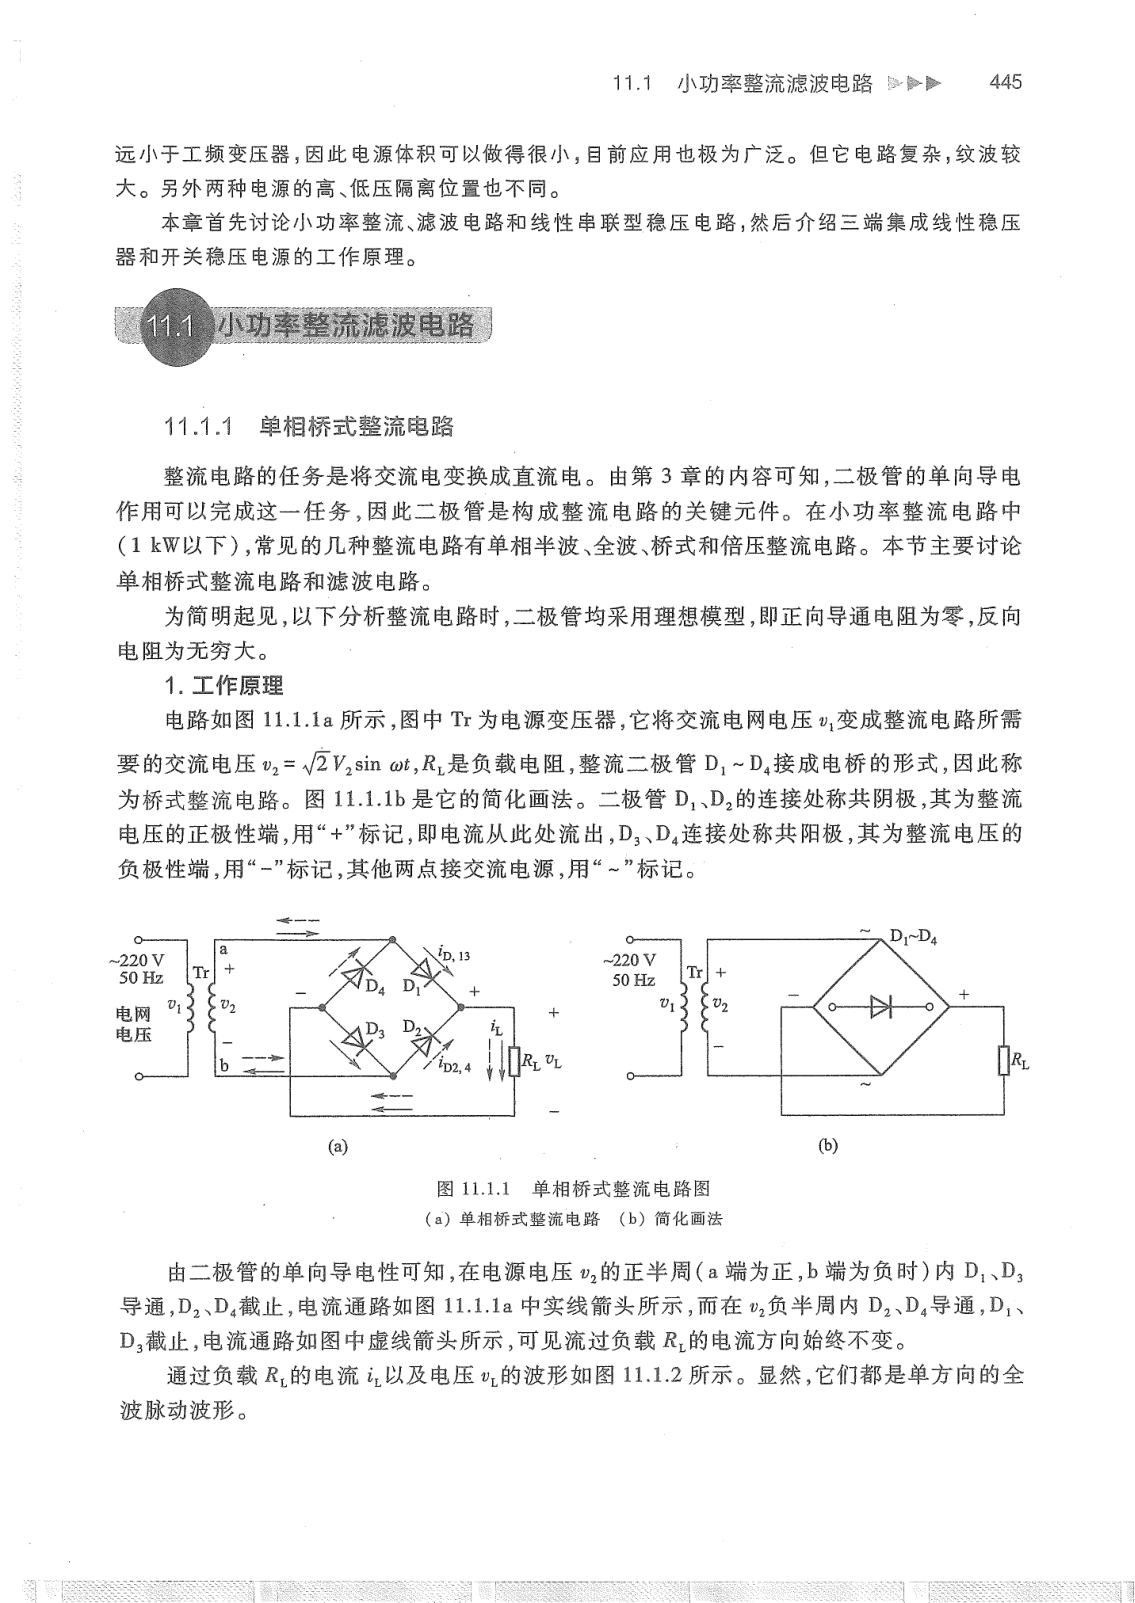 11.1 小功率整流滤波电路 445
远小于工频变压器,因此电源体积可以做得很小,目前应用也极为广泛。但它电路复杂,纹波较
大。另外两种电源的高、低压隔离位置也不同。
本章首先讨论小功率整流、滤波电路和线性串联型稳压电路,然后介绍三端集成线性稳压
器和开关稳压电源的工作原理。
11.1 小功率整流滤波电路
11.1.1 单相桥式整流电路
整流电路的任务是将交流电变换成直流电。由第 3 章的内容可知,二极管的单向导电
作用可以完成这一任务,因此二极管是构成整流电路的关键元件。在小功率整流电路中
(1 kW以下),常见的几种整流电路有单相半波、全波、桥式和倍压整流电路。本节主要讨论
单相桥式整流电路和滤波电路。
为简明起见,以下分析整流电路时,二极管均采用理想模型,即正向导通电阻为零,反向
电阻为无穷大。
1. 工作原理
电路如图 11.1.1a 所示,图中 Tr 为电源变压器,它将交流电网电压 v₁变成整流电路所需
要的交流电压 v₂ = √2 V₂sin ωt,R_L是负载电阻,整流二极管 D₁ ~ D₄接成电桥的形式,因此称
为桥式整流电路。图 11.1.1b 是它的简化画法。二极管 D₁、D₂的连接处称共阴极,其为整流
电压的正极性端,用“+”标记,即电流从此处流出,D₃、D₄连接处称共阳极,其为整流电压的
负极性端,用“-”标记,其他两点接交流电源,用“~”标记。
~220 V
50 Hz
电网
电压
v₁
Tr
a
+
v₂
−
b
−
D₄
D₁
i_D, 13
+
D₃
D₂
i_D2, 4
i_L
R_L
+
v_L
−
(a)
~220 V
50 Hz
v₁
Tr
+
v₂
−
~
D₁~D₄
−
+
~
R_L
(b)
图 11.1.1 单相桥式整流电路图
(a) 单相桥式整流电路 (b) 简化画法
由二极管的单向导电性可知,在电源电压 v₂的正半周(a 端为正,b 端为负时)内 D₁、D₃
导通,D₂、D₄截止,电流通路如图 11.1.1a 中实线箭头所示,而在 v₂负半周内 D₂、D₄导通,D₁、
D₃截止,电流通路如图中虚线箭头所示,可见流过负载 R_L的电流方向始终不变。
通过负载 R_L的电流 i_L以及电压 v_L的波形如图 11.1.2 所示。显然,它们都是单方向的全
波脉动波形。